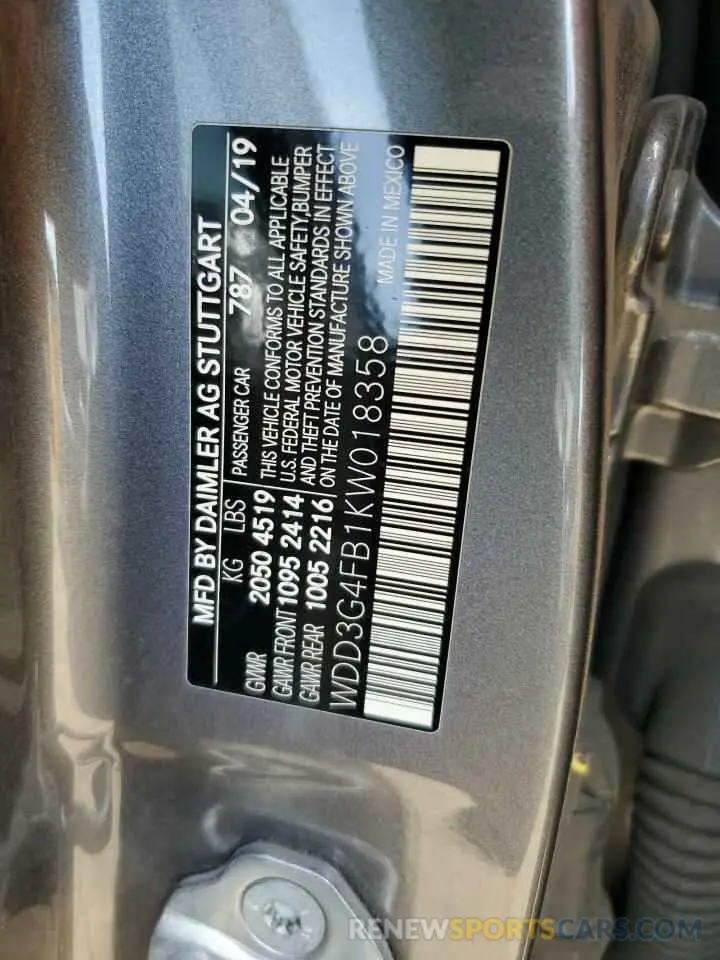 MFD BY DAIMLER AG STUTTGART
KG LBS
GVWR 2050 4519
GAWR FRONT 1095 2414
GAWR REAR 1005 2216
PASSENGER CAR 787 04/19
THIS VEHICLE CONFORMS TO ALL APPLICABLE
U.S. FEDERAL MOTOR VEHICLE SAFETY,BUMPER
AND THEFT PREVENTION STANDARDS IN EFFECT
ON THE DATE OF MANUFACTURE SHOWN ABOVE
WDD3G4FB1KW018358 MADE IN MEXICO
RENEWSPORTSCARS.COM